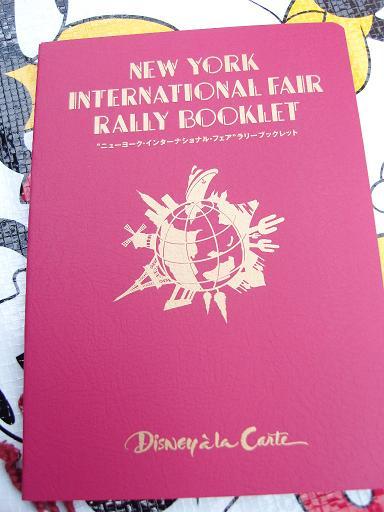 NEW YORK
INTERNATIONAL FAIR
RALLY BOOKLET
"ニューヨーク・インターナショナル・フェア"ラリーブックレット
Disney à la Carte